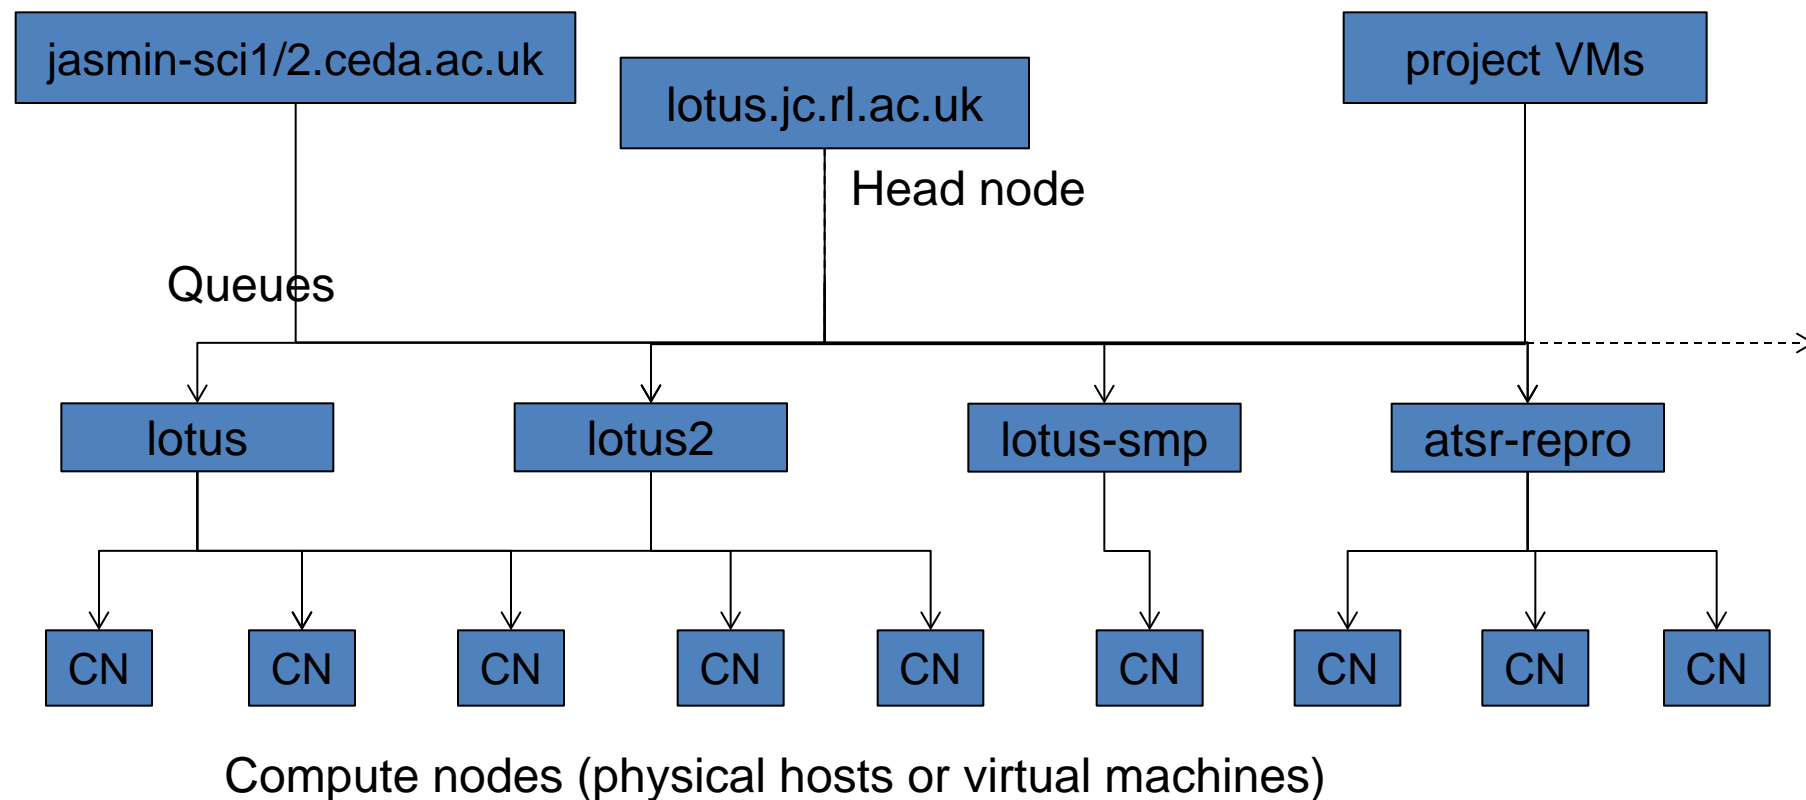 jasmin-sci1/2.ceda.ac.uk
lotus.jc.rl.ac.uk
project VMs
Head node
Queues
lotus
lotus2
lotus-smp
atsr-repro
CN
CN
CN
CN
CN
CN
CN
CN
CN
Compute nodes (physical hosts or virtual machines)